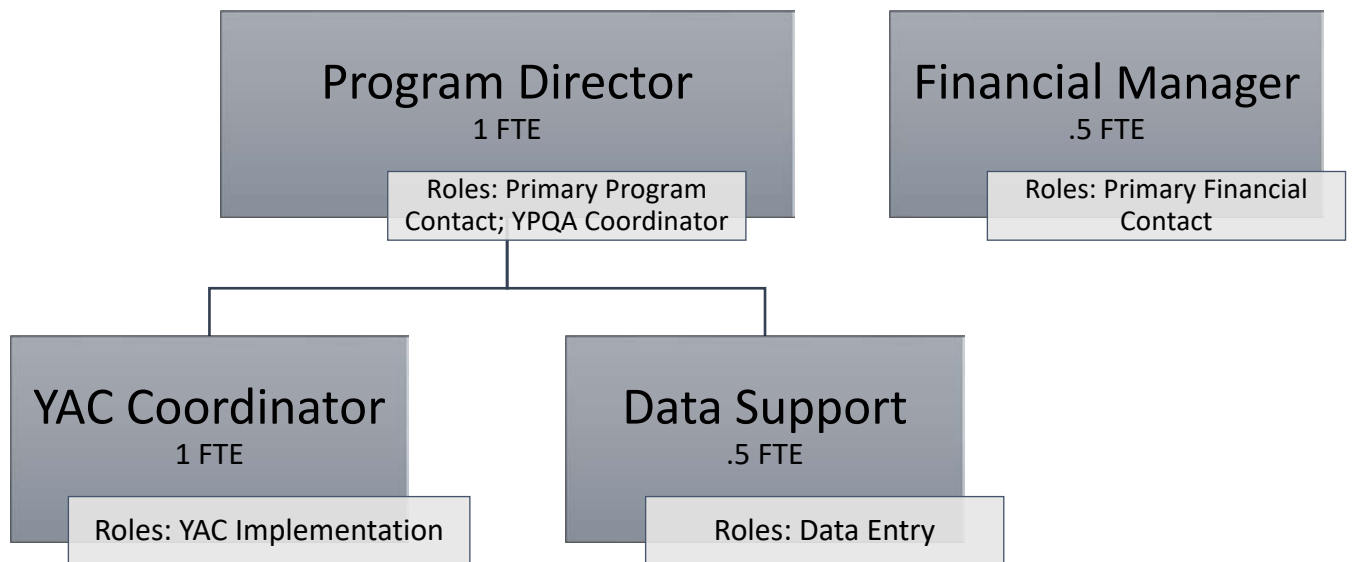 Program Director
1 FTE
Roles: Primary Program
Contact; YPQA Coordinator
Financial Manager
.5 FTE
Roles: Primary Financial
Contact
YAC Coordinator
1 FTE
Roles: YAC Implementation
Data Support
.5 FTE
Roles: Data Entry